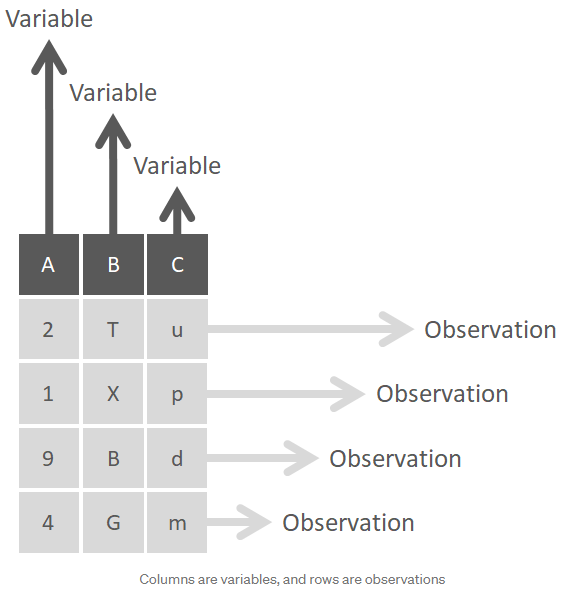 Variable
Variable
Variable
A B C
2 T u Observation
1 X p Observation
9 B d Observation
4 G m Observation
Columns are variables, and rows are observations